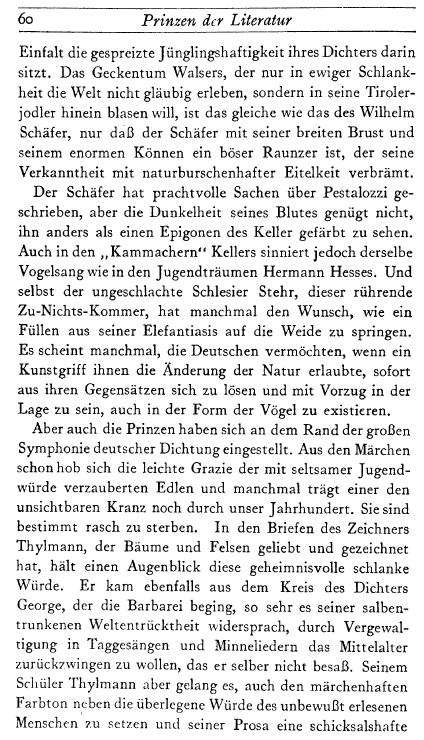 60 Prinzen der Literatur
Einfalt die gespreizte Jünglingshaftigkeit ihres Dichters darin
sitzt. Das Geckentum Walsers, der nur in ewiger Schlank-
heit die Welt nicht gläubig erleben, sondern in seine Tiroler-
jodler hinein blasen will, ist das gleiche wie das des Wilhelm
Schäfer, nur daß der Schäfer mit seiner breiten Brust und
seinem enormen Können ein böser Raunzer ist, der seine
Verkanntheit mit naturburschenhafter Eitelkeit verbrämt.
Der Schäfer hat prachtvolle Sachen über Pestalozzi ge-
schrieben, aber die Dunkelheit seines Blutes genügt nicht,
ihn anders als einen Epigonen des Keller gefärbt zu sehen.
Auch in den „Kammachern“ Kellers sinniert jedoch derselbe
Vogelsang wie in den Jugendträumen Hermann Hesses. Und
selbst der ungeschlachte Schlesier Stehr, dieser rührende
Zu-Nichts-Kommer, hat manchmal den Wunsch, wie ein
Füllen aus seiner Elefantiasis auf die Weide zu springen.
Es scheint manchmal, die Deutschen vermöchten, wenn ein
Kunstgriff ihnen die Änderung der Natur erlaubte, sofort
aus ihren Gegensätzen sich zu lösen und mit Vorzug in der
Lage zu sein, auch in der Form der Vögel zu existieren.
Aber auch die Prinzen haben sich an dem Rand der großen
Symphonie deutscher Dichtung eingestellt. Aus den Märchen
schon hob sich die leichte Grazie der mit seltsamer Jugend-
würde verzauberten Edlen und manchmal trägt einer den
unsichtbaren Kranz noch durch unser Jahrhundert. Sie sind
bestimmt rasch zu sterben. In den Briefen des Zeichners
Thylmann, der Bäume und Felsen geliebt und gezeichnet
hat, hält einen Augenblick diese geheimnisvolle schlanke
Würde. Er kam ebenfalls aus dem Kreis des Dichters
George, der die Barbarei beging, so sehr es seiner salben-
trunkenen Weltentrücktheit widersprach, durch Vergewal-
tigung in Taggesängen und Minneliedern das Mittelalter
zurückzwingen zu wollen, das er selber nicht besaß. Seinem
Schüler Thylmann aber gelang es, auch den märchenhaften
Farbton neben die überlegene Würde des unbewußt erlesenen
Menschen zu setzen und seiner Prosa eine schicksalshafte